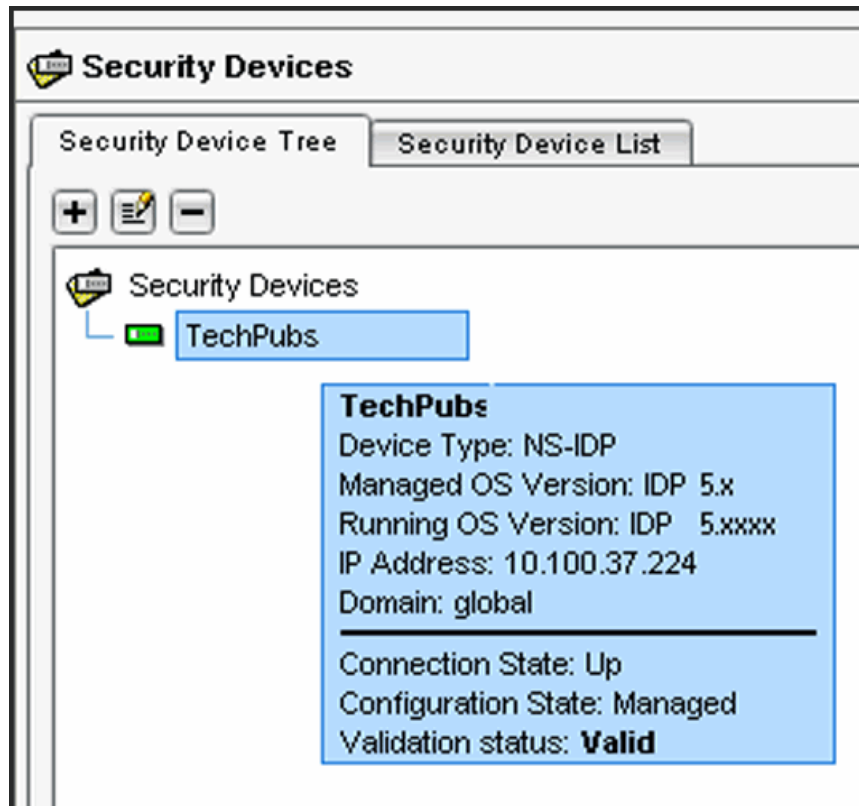 Security Devices
Security Device Tree
Security Device List
Security Devices
TechPubs
TechPubs
Device Type: NS-IDP
Managed OS Version: IDP 5.x
Running OS Version: IDP 5.xxxx
IP Address: 10.100.37.224
Domain: global
Connection State: Up
Configuration State: Managed
Validation status: Valid